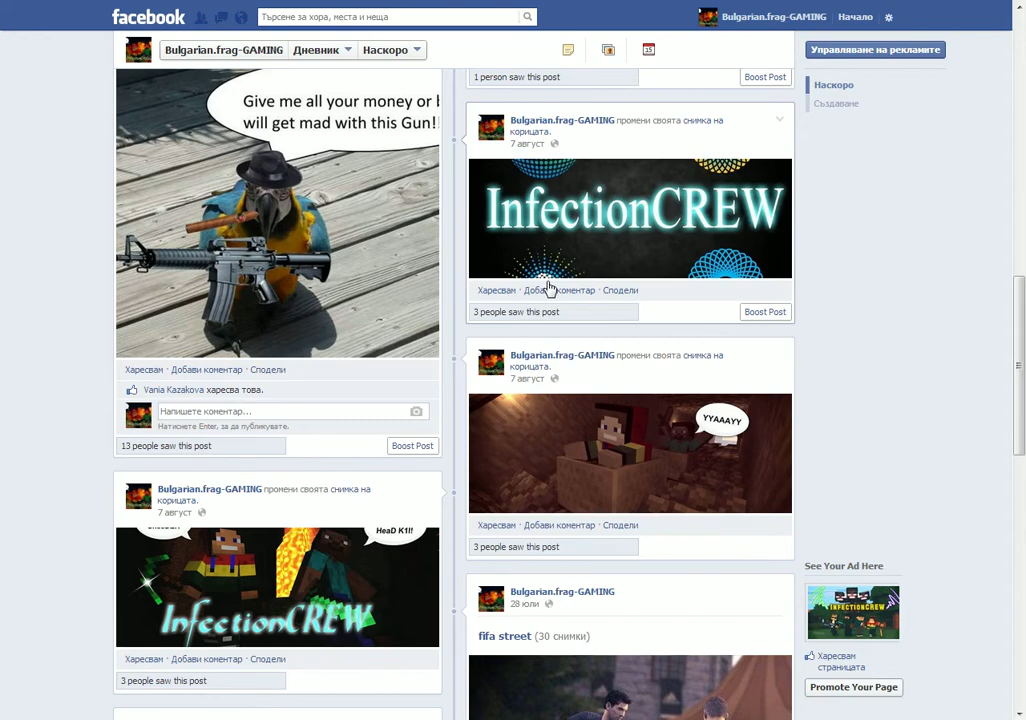 facebook
Търсене за хора, места и неща
Bulgarian.frag-GAMING
Начало
Bulgarian.frag-GAMING
Дневник
Наскоро
15
Управляване на рекламите
Наскоро
Създаване
Give me all your money or
will get mad with this Gun!
Харесвам · Добави коментар · Сподели
Vania Kazakova харесва това.
Напишете коментар...
Натиснете Enter, за да публикувате.
13 people saw this post
Boost Post
Bulgarian.frag-GAMING промени своята снимка на
корицата.
7 август
HeaD K1ll!
InfectionCREW
Харесвам · Добави коментар · Сподели
3 people saw this post
1 person saw this post
Boost Post
Bulgarian.frag-GAMING промени своята снимка на
корицата.
7 август
InfectionCREW
Харесвам · Добави коментар · Сподели
3 people saw this post
Boost Post
Bulgarian.frag-GAMING промени своята снимка на
корицата.
7 август
YYAAAYY
Харесвам · Добави коментар · Сподели
3 people saw this post
Bulgarian.frag-GAMING
28 юли
fifa street (30 снимки)
See Your Ad Here
INFECTIONCREW
Харесвам
страницата
Promote Your Page